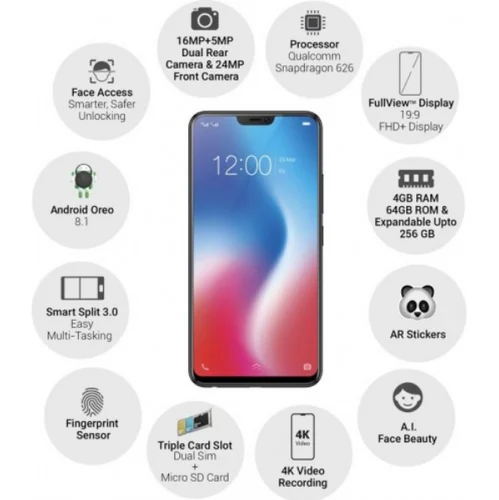 16MP+5MP
Dual Rear
Camera & 24MP
Front Camera
Processor
Qualcomm
Snapdragon 626
Face Access
Smarter, Safer
Unlocking
FullView™ Display
19:9
FHD+ Display
12:00
Android Oreo
8.1
4GB RAM
64GB ROM &
Expandable Upto
256 GB
Smart Split 3.0
Easy
Multi-Tasking
AR Stickers
Fingerprint
Sensor
Triple Card Slot
Dual Sim
+
Micro SD Card
4K
Video
4K Video
Recording
A.I.
Face Beauty